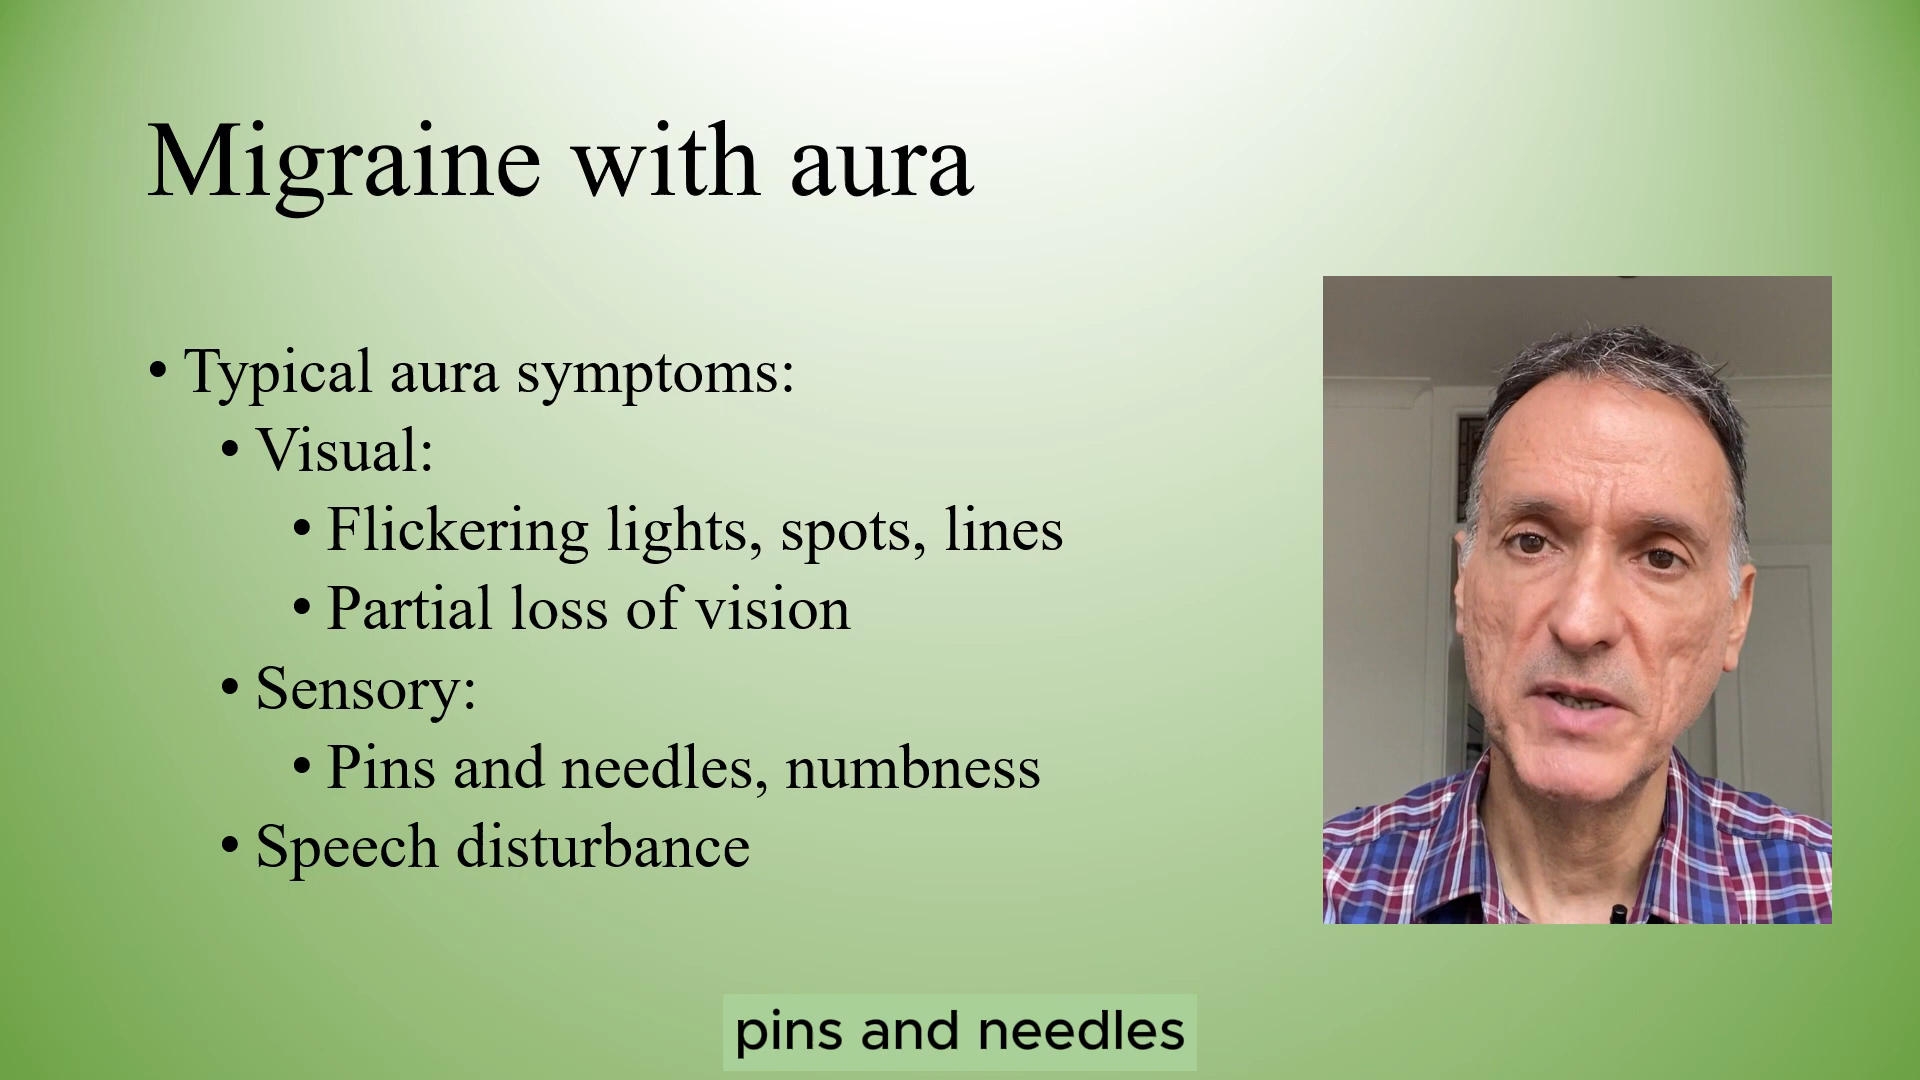 Migraine with aura
• Typical aura symptoms:
• Visual:
• Flickering lights, spots, lines
• Partial loss of vision
• Sensory:
• Pins and needles, numbness
• Speech disturbance
pins and needles